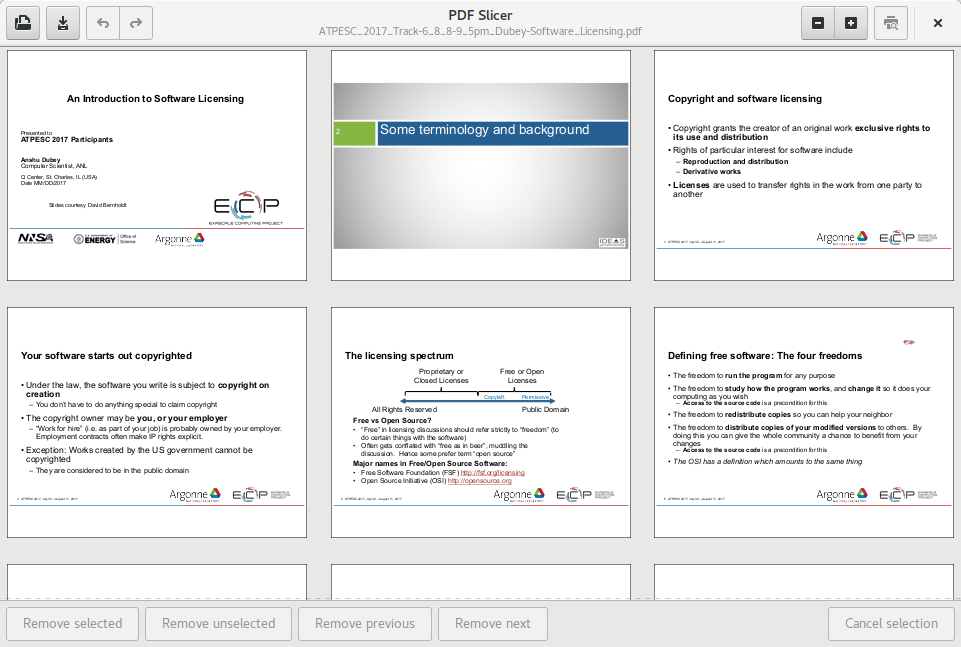 PDF Slicer
ATPESC_2017_Track-6_8_8-9_5pm_Dubey-Software_Licensing.pdf
An Introduction to Software Licensing
Presented to
ATPESC 2017 Participants
Anshu Dubey
Computer Scientist, ANL
Q Center, St. Charles, IL (USA)
Date MM/DD/2017
Slides courtesy David Bernholdt
ECP
EXASCALE COMPUTING PROJECT
NNSA
ENERGY
Office of
Science
Argonne
2
Some terminology and background
IDEAS
Copyright and software licensing
• Copyright grants the creator of an original work exclusive rights to
its use and distribution
• Rights of particular interest for software include
– Reproduction and distribution
– Derivative works
• Licenses are used to transfer rights in the work from one party to
another
Argonne
ECP
Your software starts out copyrighted
• Under the law, the software you write is subject to copyright on
creation
– You don't have to do anything special to claim copyright
• The copyright owner may be you, or your employer
– "Work for hire" (i.e. as part of your job) is probably owned by your employer.
Employment contracts often make IP rights explicit.
• Exception: Works created by the US government cannot be
copyrighted
– They are considered to be in the public domain
Argonne
ECP
The licensing spectrum
Proprietary or
Closed Licenses
Free or Open
Licenses
Copyleft
Permissive
All Rights Reserved
Public Domain
Free vs Open Source?
• "Free" in licensing discussions should refer strictly to "freedom" (to
do certain things with the software)
• Often gets conflated with "free as in beer", muddling the
discussion. Hence some prefer term "open source"
Major names in Free/Open Source Software:
• Free Software Foundation (FSF) http://fsf.org/licensing
• Open Source Initiative (OSI) http://opensource.org
Argonne
ECP
Defining free software: The four freedoms
• The freedom to run the program for any purpose
• The freedom to study how the program works, and change it so it does your
computing as you wish
– Access to the source code is a precondition for this
• The freedom to redistribute copies so you can help your neighbor
• The freedom to distribute copies of your modified versions to others. By
doing this you can give the whole community a chance to benefit from your
changes
– Access to the source code is a precondition for this
• The OSI has a definition which amounts to the same thing
Argonne
ECP
Remove selected
Remove unselected
Remove previous
Remove next
Cancel selection